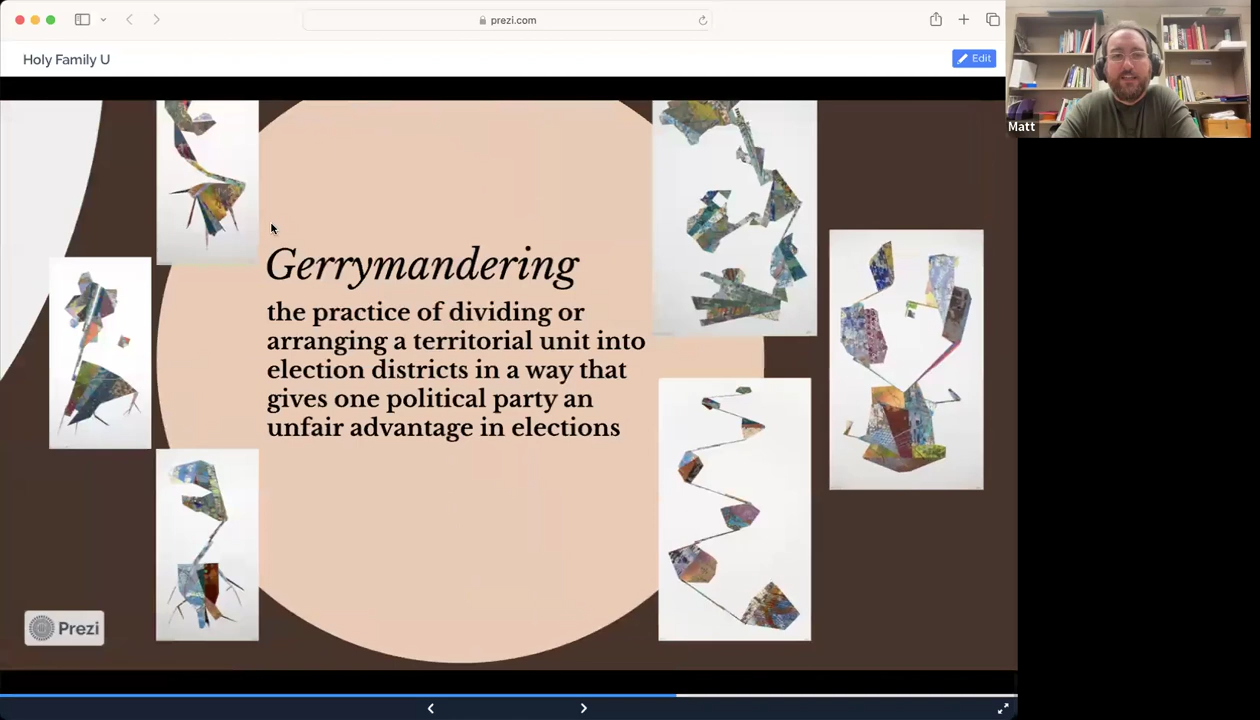 prezi.com
Holy Family U
Edit
Matt
Gerrymandering
the practice of dividing or
arranging a territorial unit into
election districts in a way that
gives one political party an
unfair advantage in elections
Prezi